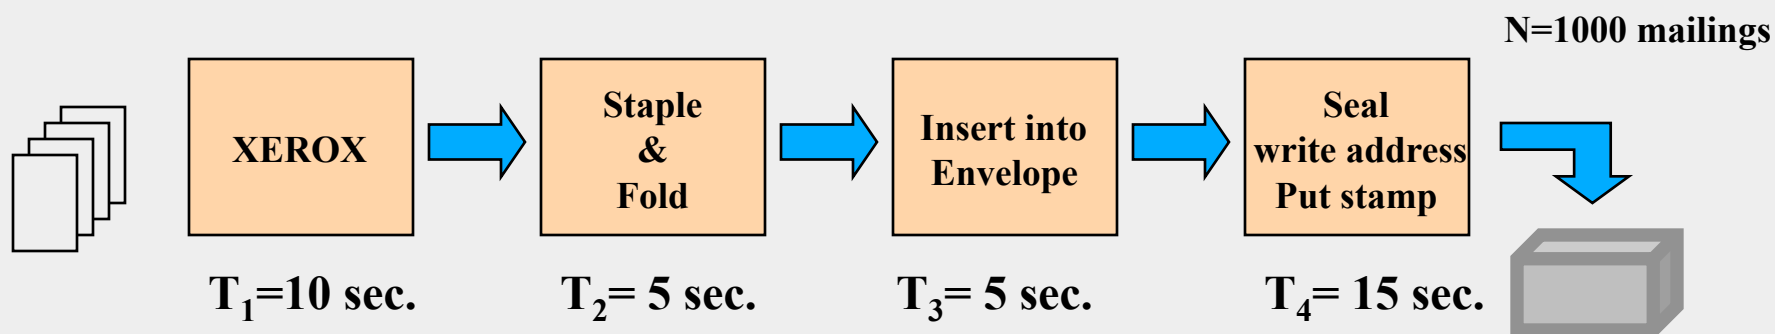 N=1000 mailings
XEROX
Staple
&
Fold
Insert into
Envelope
Seal
write address
Put stamp
T₁=10 sec.
T₂= 5 sec.
T₃= 5 sec.
T₄= 15 sec.